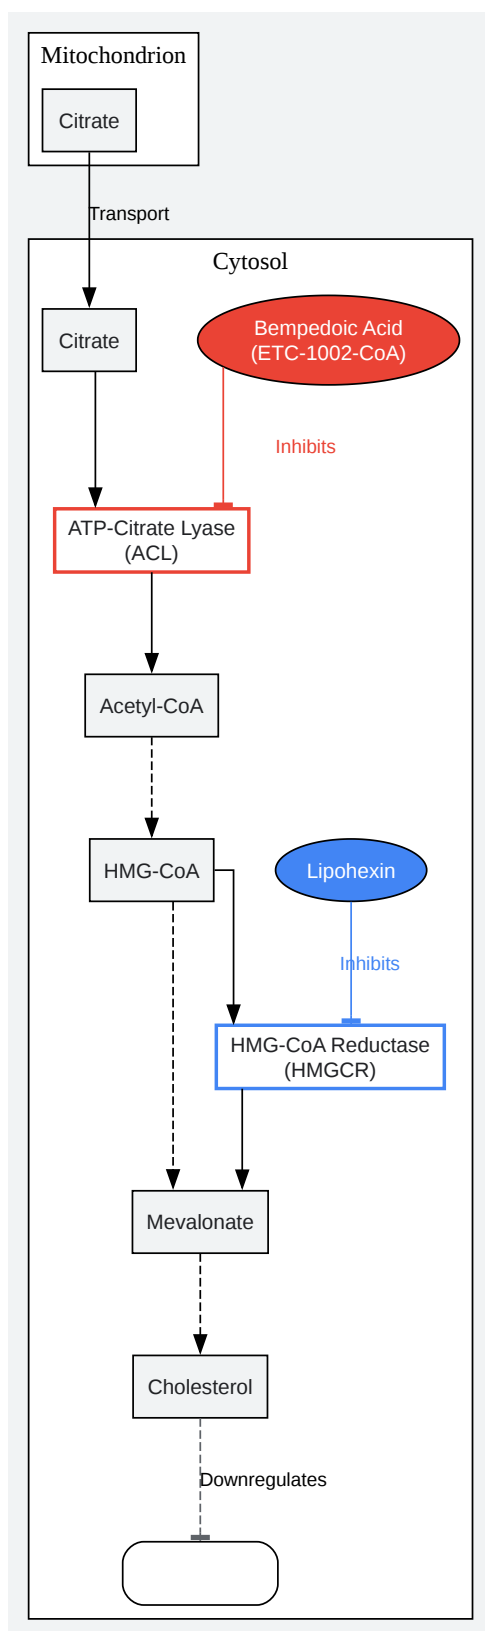 Mitochondrion
Citrate
Transport
Cytosol
Citrate
Bempedoic Acid
(ETC-1002-CoA)
Inhibits
ATP-Citrate Lyase
(ACL)
Acetyl-CoA
HMG-CoA
Lipohexin
Inhibits
HMG-CoA Reductase
(HMGCR)
Mevalonate
Cholesterol
Downregulates